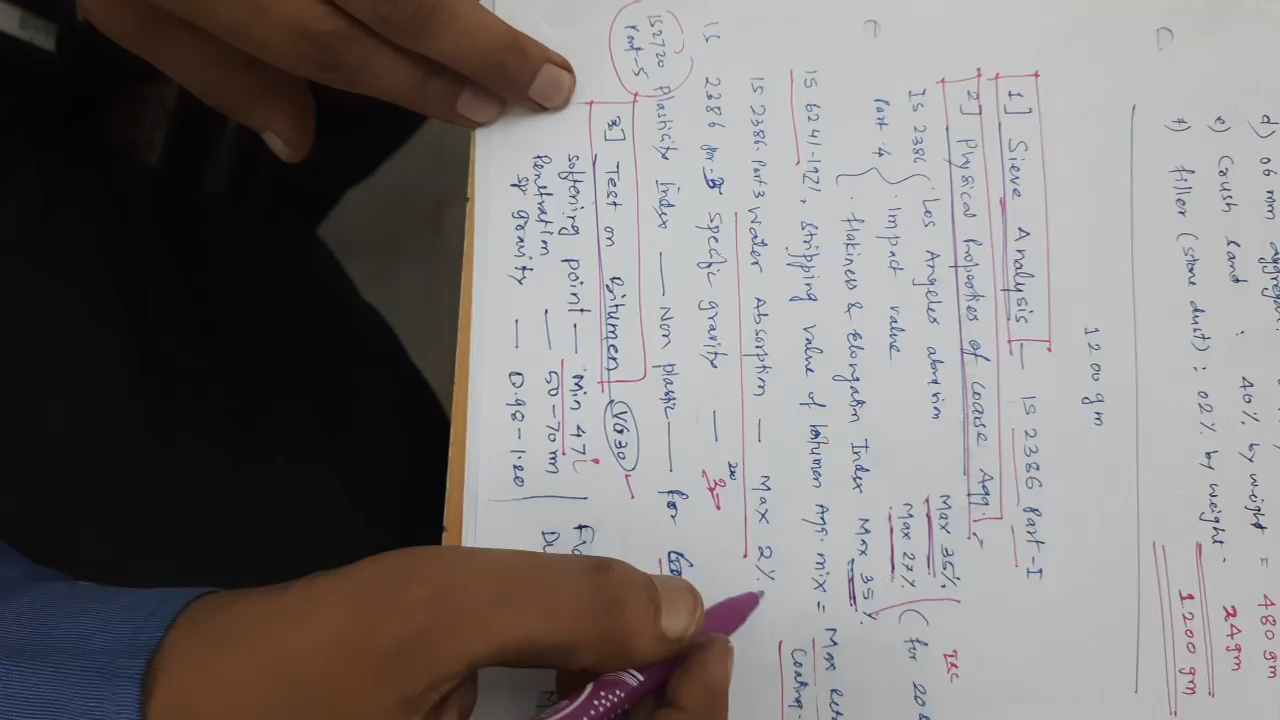 d) 06 mm
e) Crush sand : 40% by weight = 480 gm
f) filler (stone dust) : 02% by weight. 24gm
1200 gm
1200 gm
1] Sieve Analysis — IS 2386 Part-I
2] Physical Properties of Coarse Agg.
IS 2386 Part-4 { Los Angeles Max 35%
Impact value Max 27% (for
flakiness & Elongation Index Max 35%.
IS 6241-1971, Stripping value of bitumen Agg. mix = Max
Coating
IS 2386. Part 3 Water Absorption — Max 2%.
IS 2386 specific gravity —
IS 2720 Part-5 Plasticity Index — Non plastic — for
3] Test on Bitumen VG30
softening point — Min 47°C
Penetration — 50-70 mm
sp. gravity — 0.98-1.20